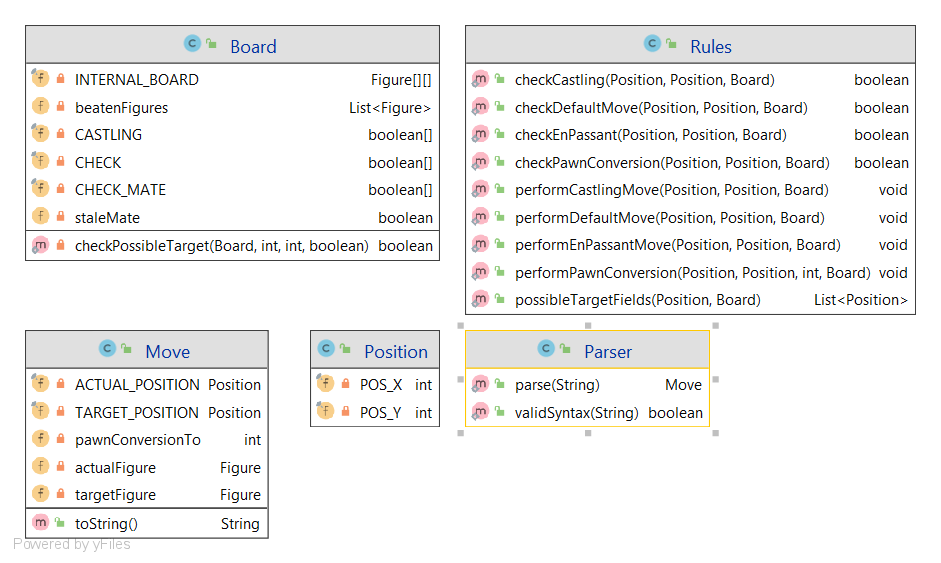 Board
INTERNAL_BOARD Figure[][]
beatenFigures List<Figure>
CASTLING boolean[]
CHECK boolean[]
CHECK_MATE boolean[]
staleMate boolean
checkPossibleTarget(Board, int, int, boolean) boolean
Rules
checkCastling(Position, Position, Board) boolean
checkDefaultMove(Position, Position, Board) boolean
checkEnPassant(Position, Position, Board) boolean
checkPawnConversion(Position, Position, Board) boolean
performCastlingMove(Position, Position, Board) void
performDefaultMove(Position, Position, Board) void
performEnPassantMove(Position, Position, Board) void
performPawnConversion(Position, Position, int, Board) void
possibleTargetFields(Position, Board) List<Position>
Move
ACTUAL_POSITION Position
TARGET_POSITION Position
pawnConversionTo int
actualFigure Figure
targetFigure Figure
toString() String
Position
POS_X int
POS_Y int
Parser
parse(String) Move
validSyntax(String) boolean
Powered by yFiles